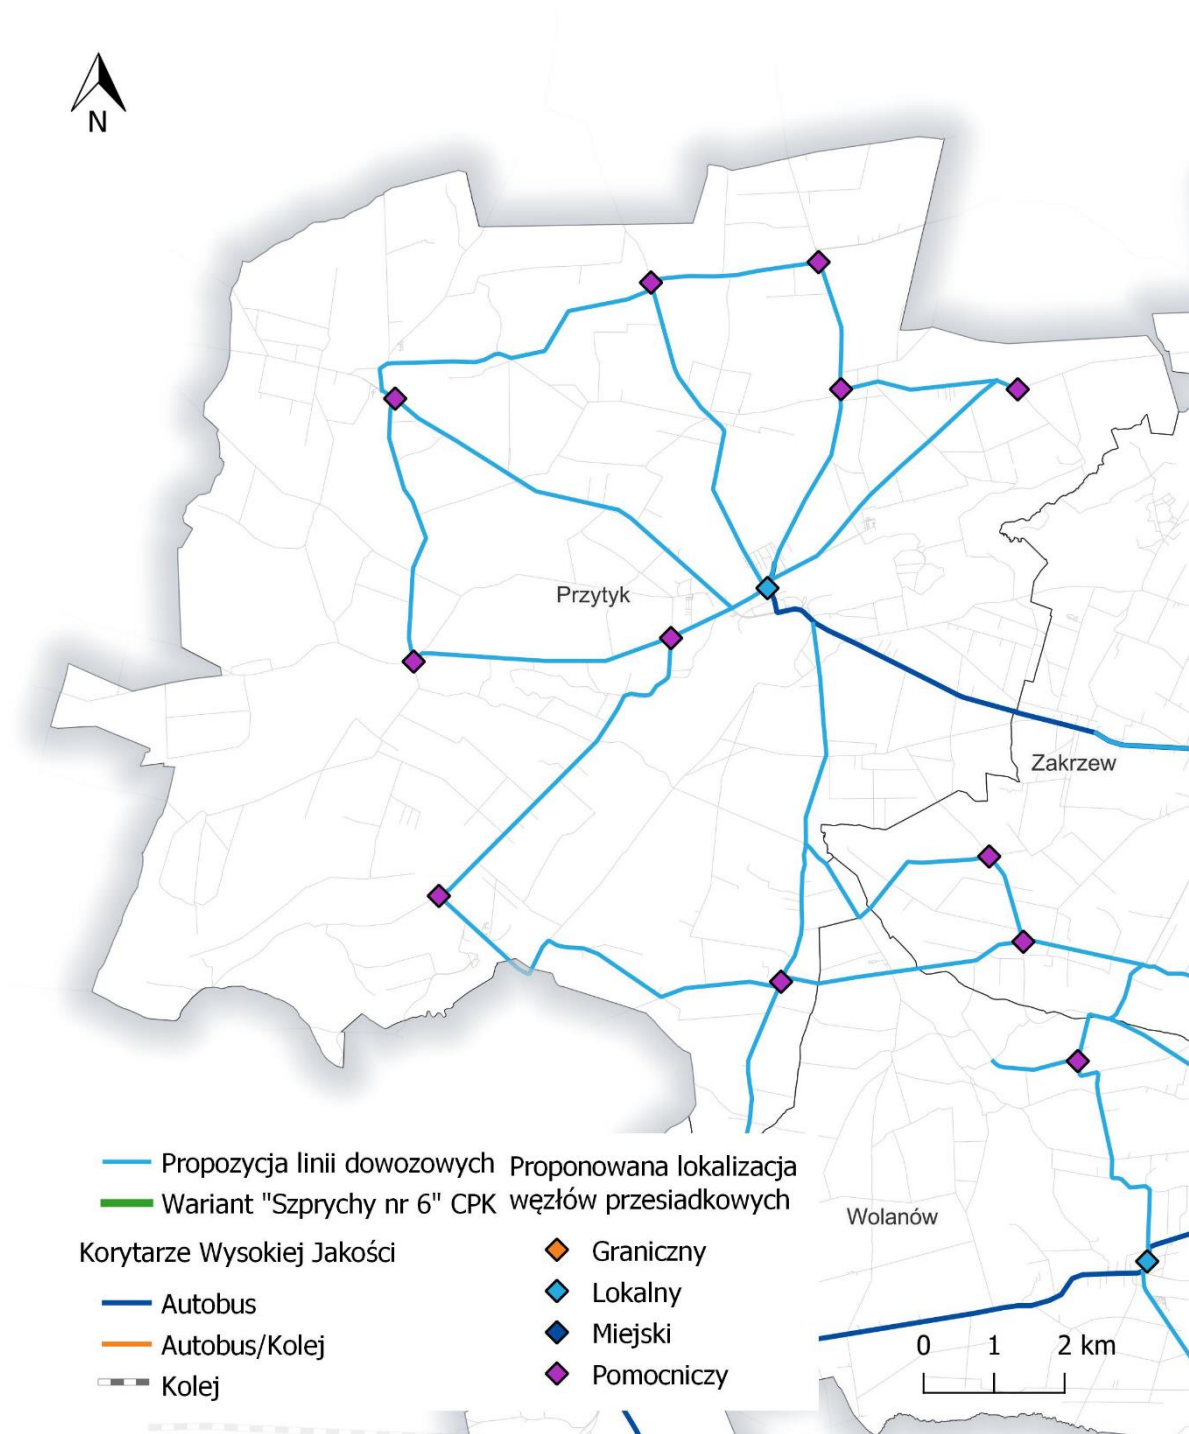 N
Przytyk
Zakrzew
Wolanów
Propozycja linii dowozowych
Wariant "Szprychy nr 6" CPK
Korytarze Wysokiej Jakości
Autobus
Autobus/Kolej
Kolej
Proponowana lokalizacja
węzłów przesiadkowych
Graniczny
Lokalny
Miejski
Pomocniczy
0 1 2 km